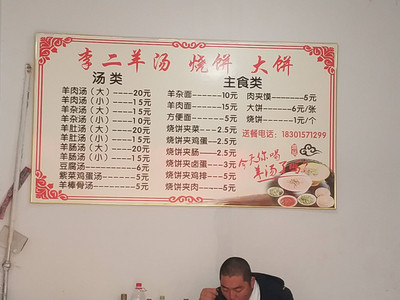 李二羊汤 烧饼 大饼
汤类
羊肉汤（大）----20元
羊肉汤（小）----15元
羊杂汤（大）----15元
羊杂汤（小）----10元
羊肚汤（大）----20元
羊肚汤（小）----15元
羊肠汤（大）----20元
羊肠汤（小）----15元
豆腐汤------------6元
紫菜鸡蛋汤------5元
羊棒骨汤---------5元
主食类
羊杂面--------10元
羊肉面--------15元
方便面--------5元
烧饼夹菜----2.5元
烧饼夹鸡蛋--2.5元
烧饼夹肠----2.5元
烧饼夹卤蛋----3元
烧饼夹鸡排----5元
烧饼夹肉------6元
肉夹馍--------5元
大饼--------6元/张
烧饼------1元/个
送餐电话：18301571299
今天你喝
羊汤了吗